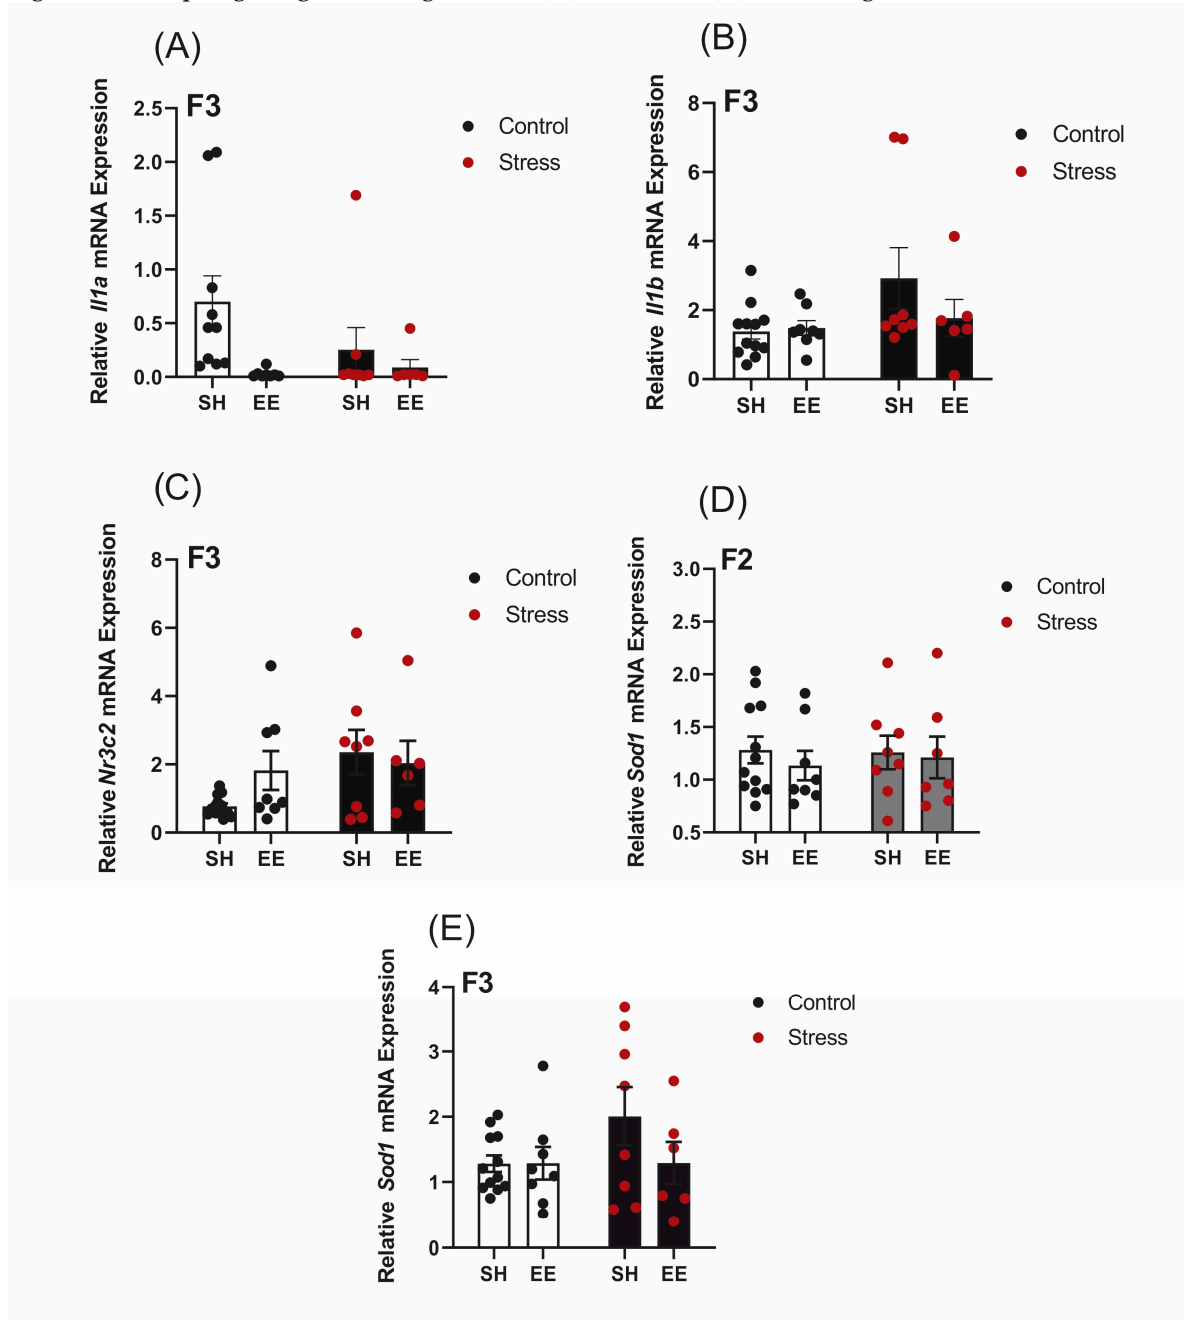 (A)
F3
Relative Il1a mRNA Expression
2.5
2.0
1.5
1.0
0.5
0.0
SH EE SH EE
Control
Stress
(B)
F3
Relative Il1b mRNA Expression
8
6
4
2
0
SH EE SH EE
Control
Stress
(C)
F3
Relative Nr3c2 mRNA Expression
8
6
4
2
0
SH EE SH EE
Control
Stress
(D)
F2
Relative Sod1 mRNA Expression
3.0
2.5
2.0
1.5
1.0
0.5
SH EE SH EE
Control
Stress
(E)
F3
Relative Sod1 mRNA Expression
4
3
2
1
0
SH EE SH EE
Control
Stress